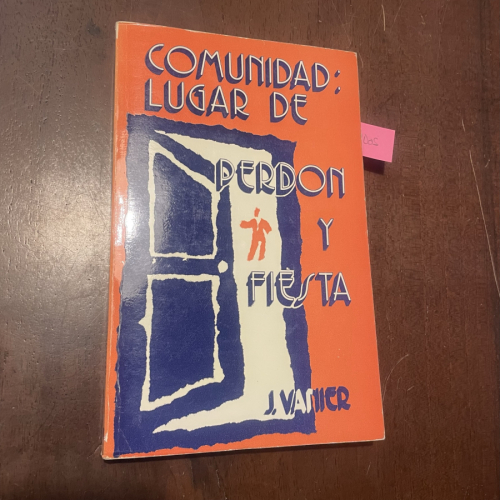 COMUNIDAD:
LUGAR DE
PERDON
Y
FIESTA
J. VANIER